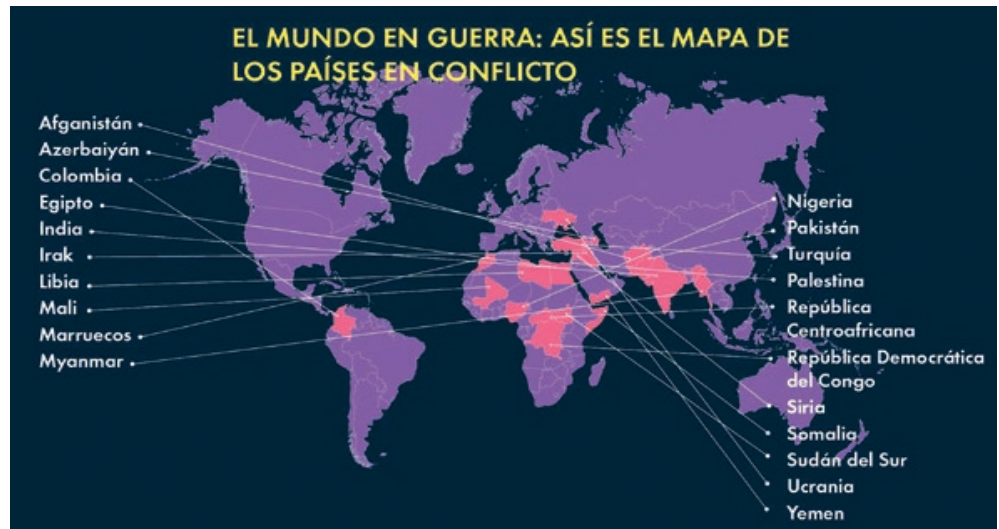 EL MUNDO EN GUERRA: ASÍ ES EL MAPA DE
LOS PAÍSES EN CONFLICTO
Afganistán
Azerbaiyán
Colombia
Egipto
India
Irak
Libia
Mali
Marruecos
Myanmar
Nigeria
Pakistán
Turquía
Palestina
República
Centroafricana
República Democrática
del Congo
Siria
Somalia
Sudán del Sur
Ucrania
Yemen